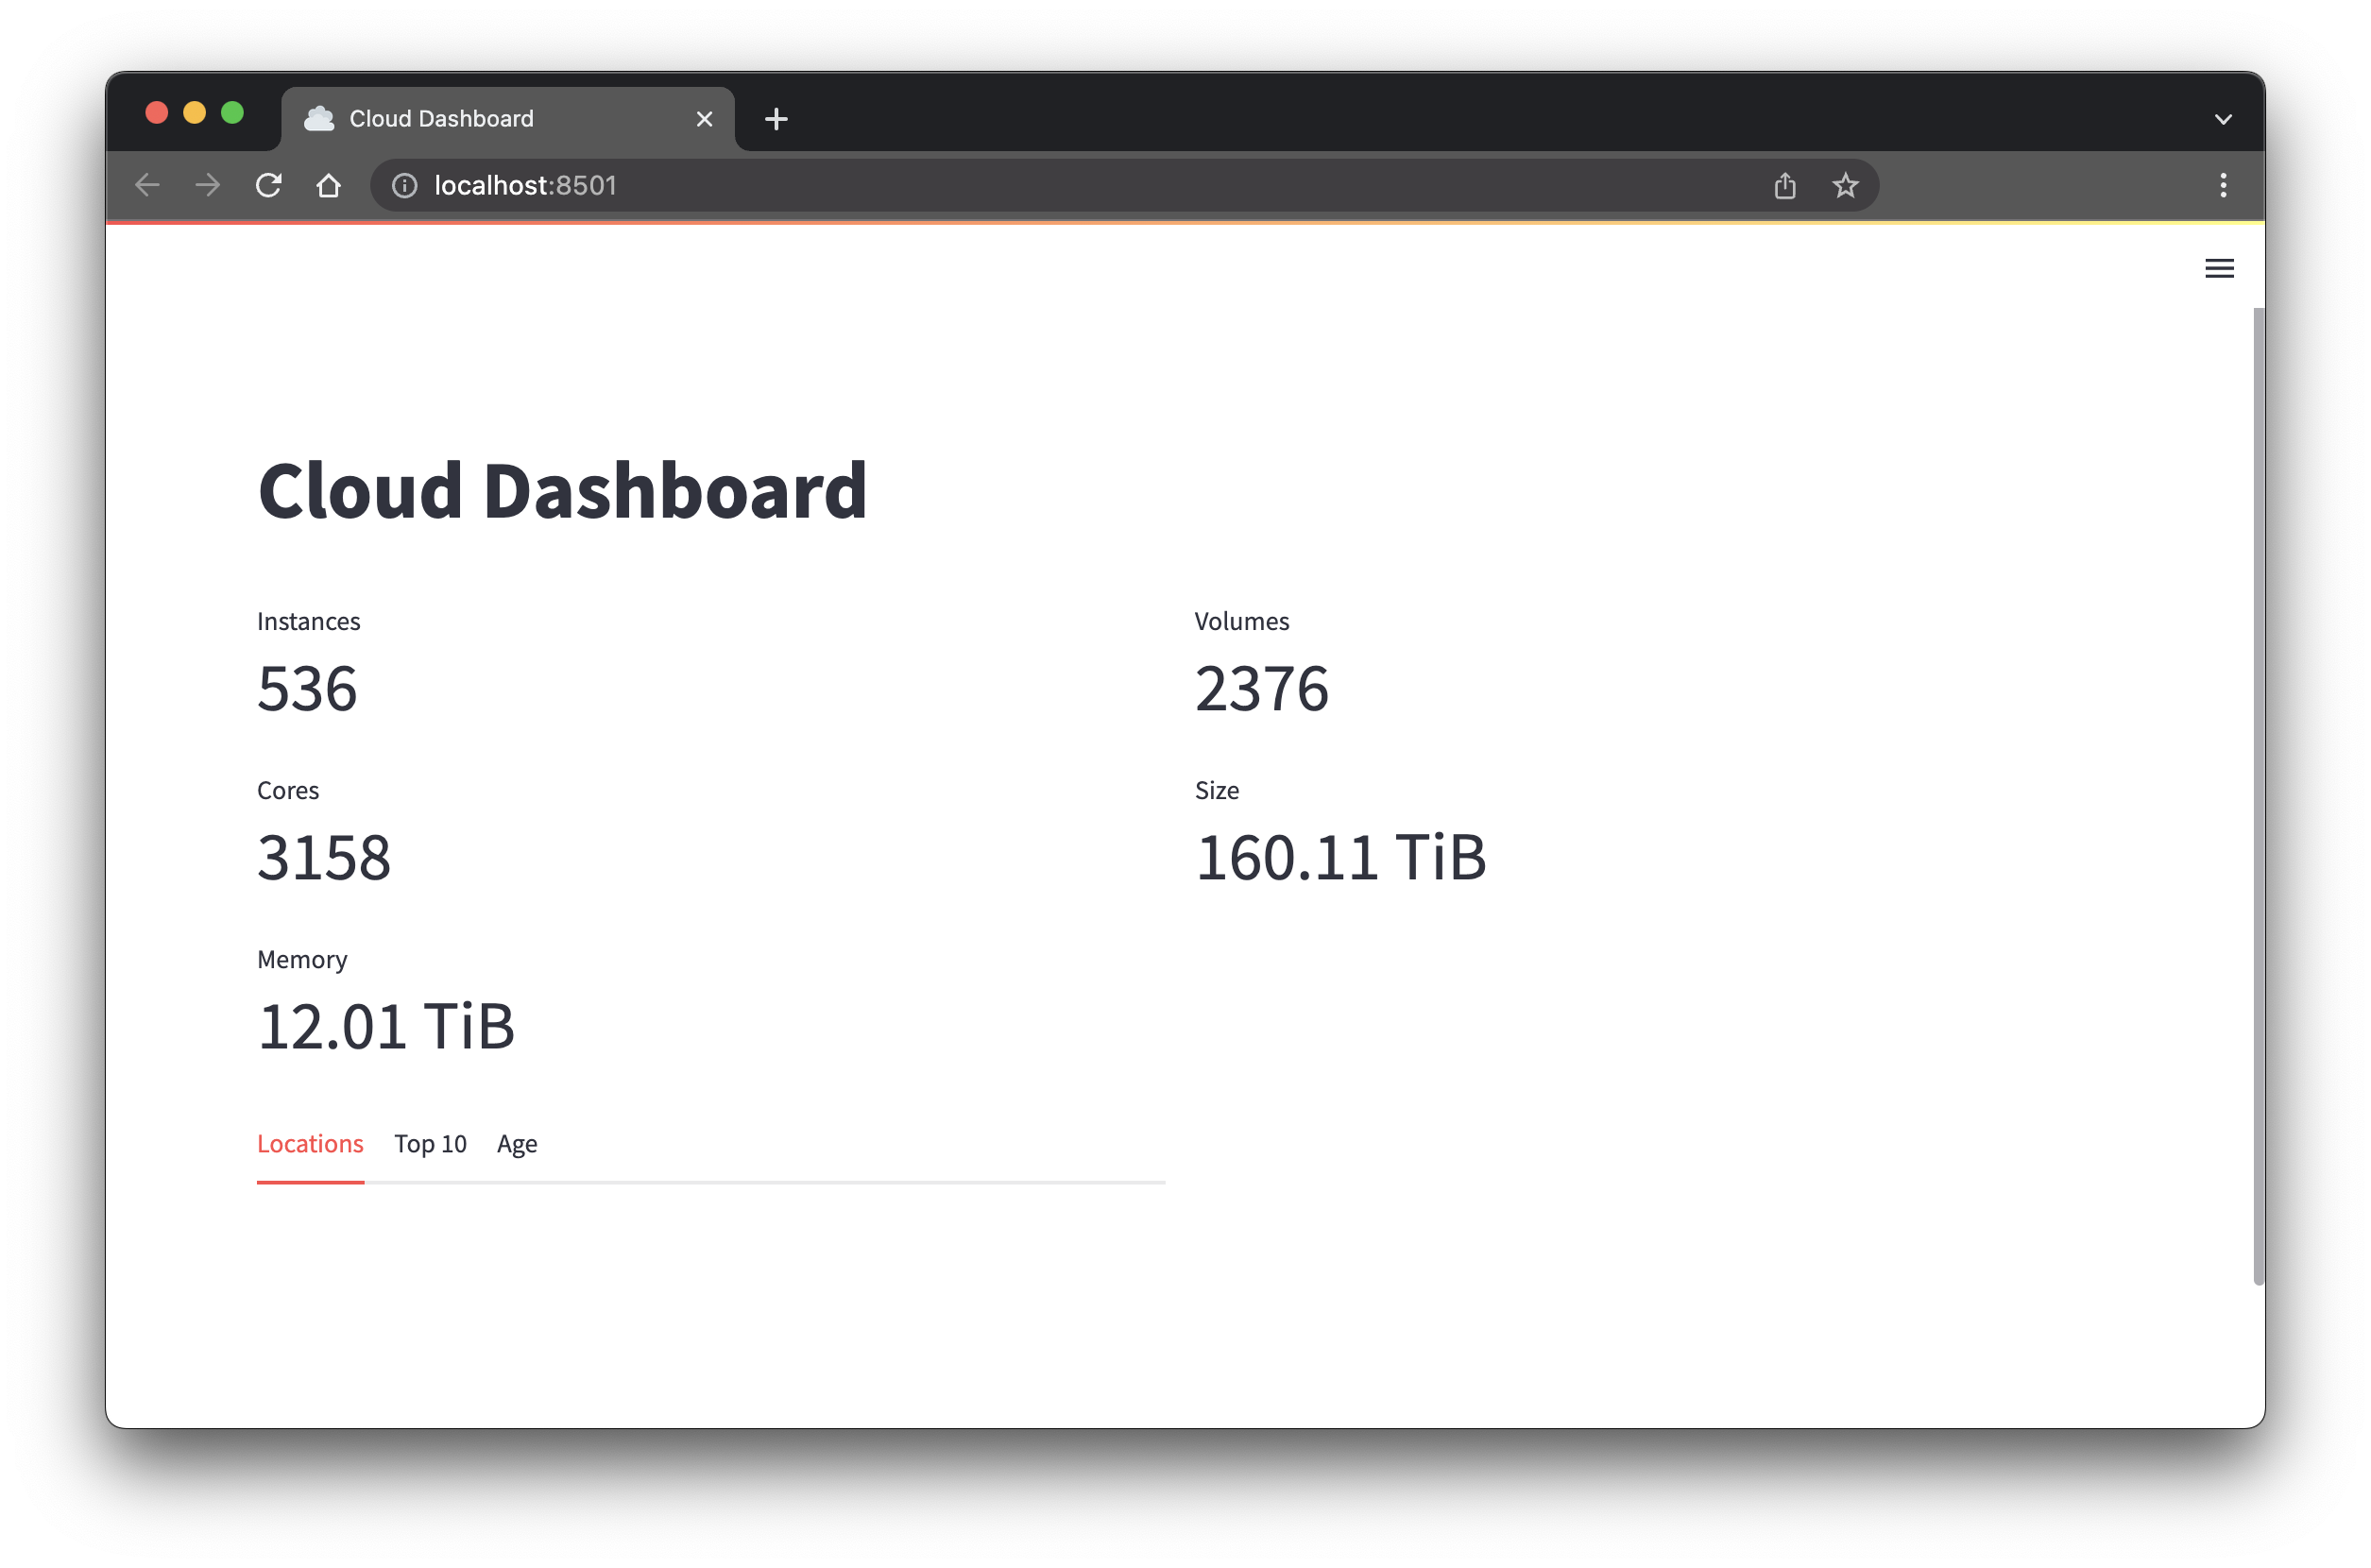 Cloud Dashboard
localhost:8501
Cloud Dashboard
Instances
536
Cores
3158
Memory
12.01 TiB
Volumes
2376
Size
160.11 TiB
Locations Top 10 Age